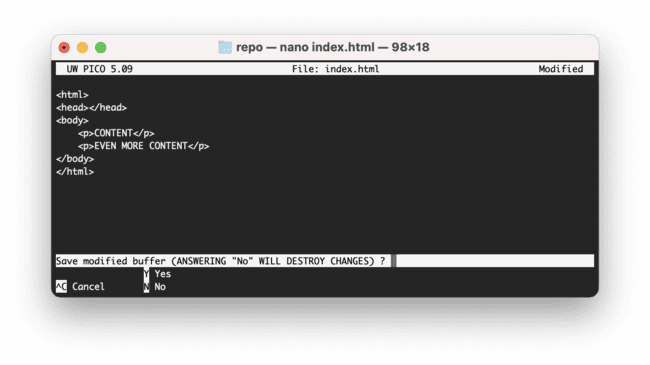 repo — nano index.html — 98×18
UW PICO 5.09 File: index.html Modified
<html>
<head></head>
<body>
    <p>CONTENT</p>
    <p>EVEN MORE CONTENT</p>
</body>
</html>
Save modified buffer (ANSWERING "No" WILL DESTROY CHANGES) ?
Y Yes
^C Cancel N No